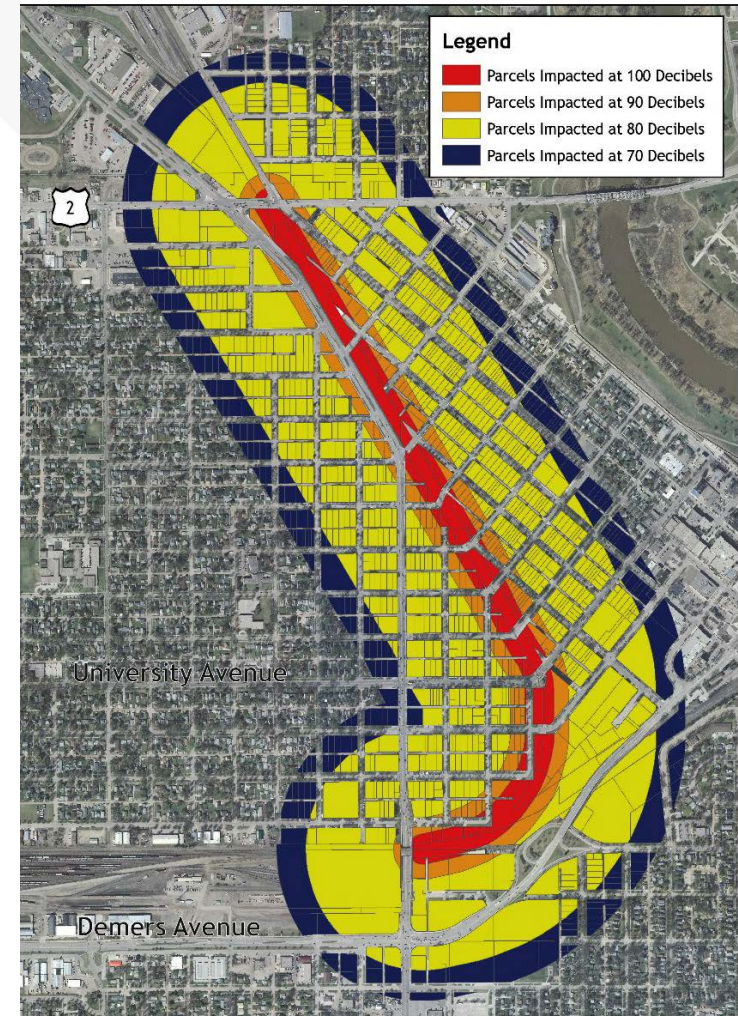 Legend
Parcels Impacted at 100 Decibels
Parcels Impacted at 90 Decibels
Parcels Impacted at 80 Decibels
Parcels Impacted at 70 Decibels
2
University Avenue
Demers Avenue